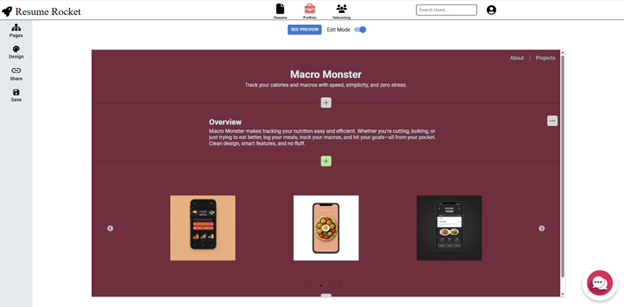 Resume Rocket
Resume
Portfolio
Networking
Search Users..
Pages
SEE PREVIEW
Edit Mode
Design
Share
Save
About
Projects
Macro Monster
Track your calories and macros with speed, simplicity, and zero stress.
Overview
Macro Monster makes tracking your nutrition easy and efficient. Whether you're cutting, bulking, or
just trying to eat better, log your meals, track your macros, and hit your goals—all from your pocket.
Clean design, smart features, and no fluff.